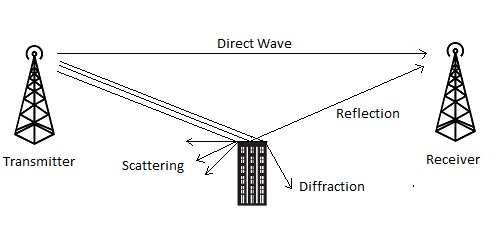 Direct Wave
Reflection
Transmitter
Scattering
Receiver
Diffraction